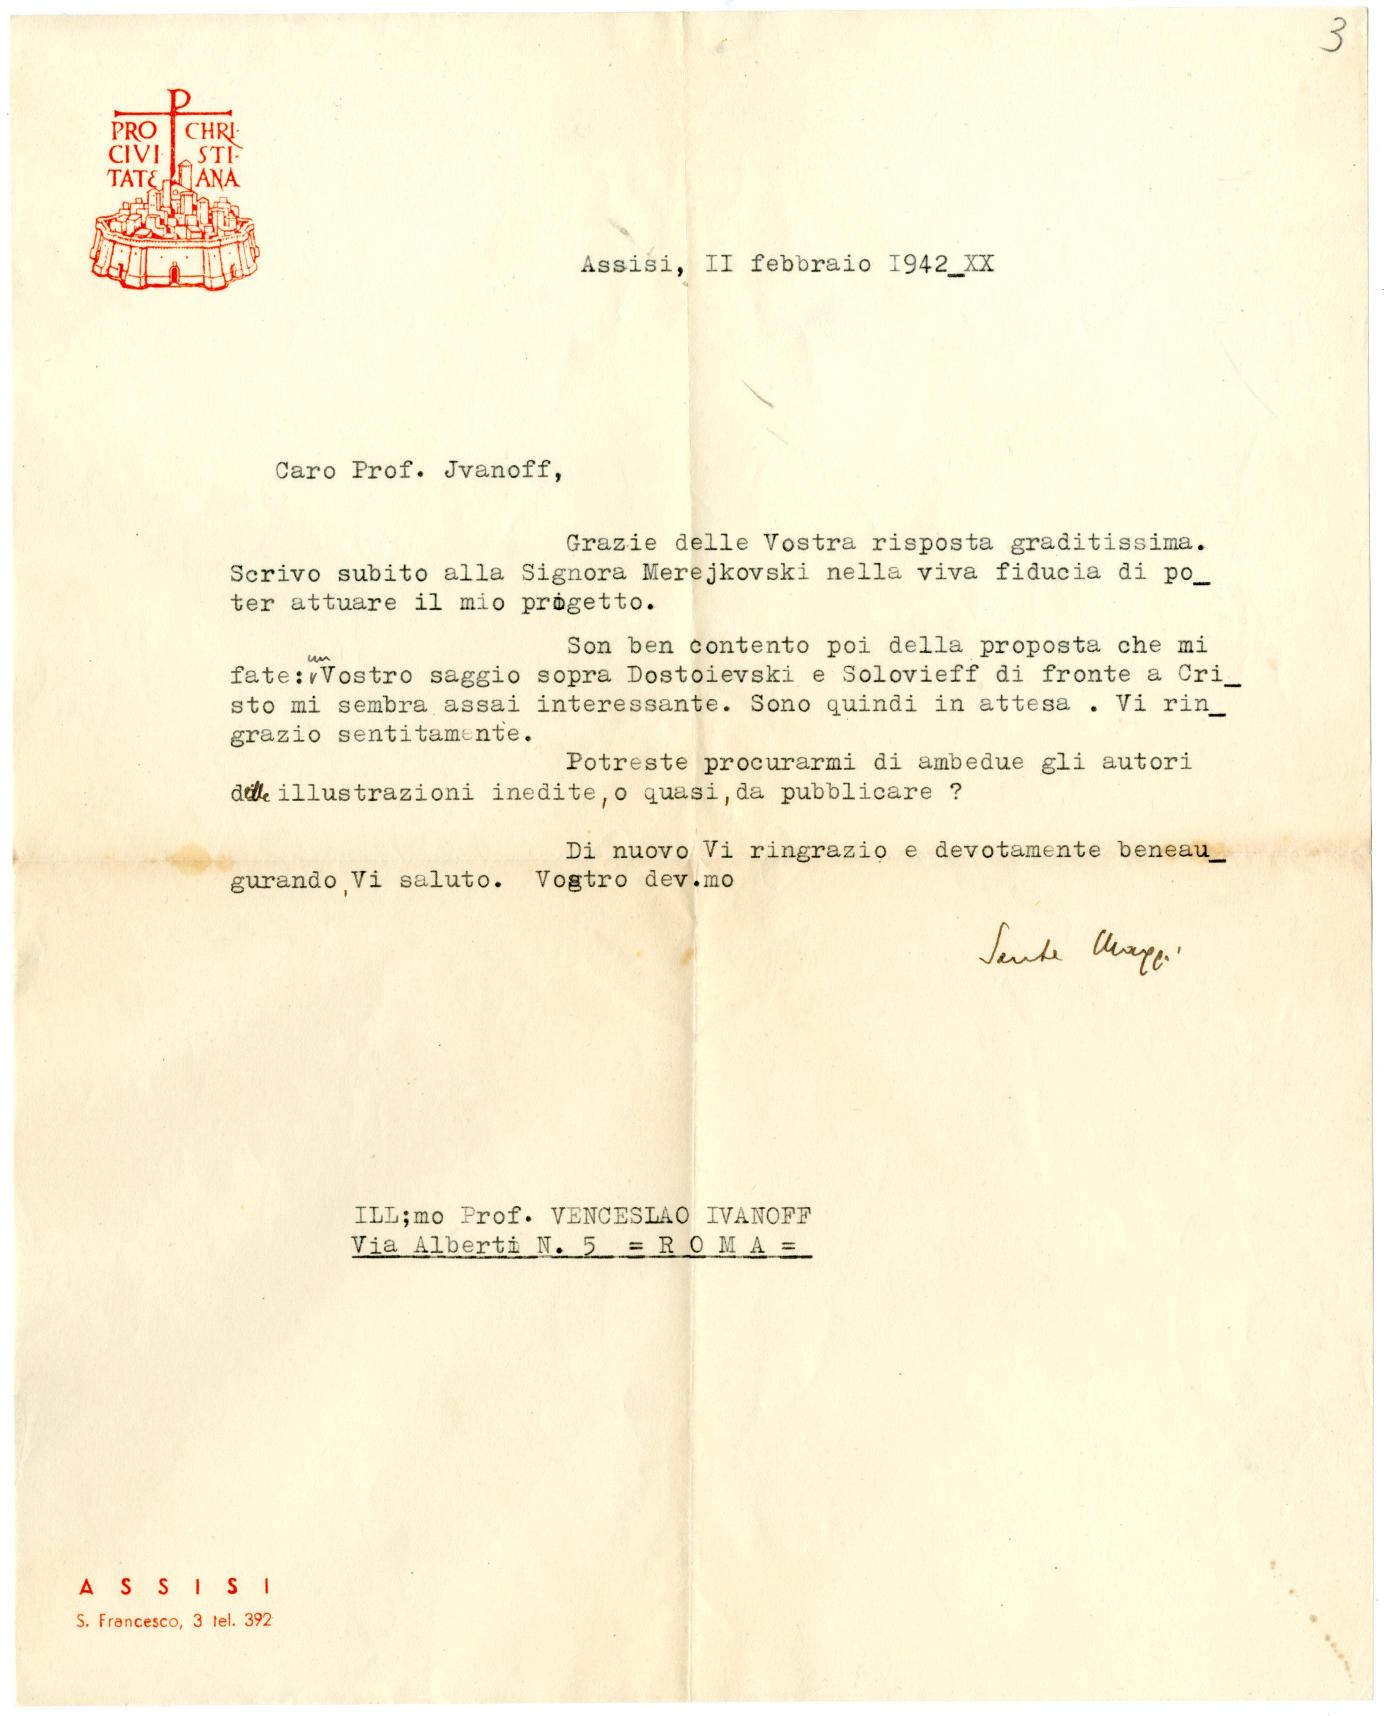 3
P
PRO CHRI-
CIVI- STI-
TATE ANA
Assisi, II febbraio I942_XX
Caro Prof. Jvanoff,
Grazie delle Vostra risposta graditissima.
Scrivo subito alla Signora Merejkovski nella viva fiducia di po_
ter attuare il mio progetto.
Son ben contento poi della proposta che mi
fate: un Vostro saggio sopra Dostoievski e Solovieff di fronte a Cri_
sto mi sembra assai interessante. Sono quindi in attesa . Vi rin_
grazio sentitamente.
Potreste procurarmi di ambedue gli autori
delle illustrazioni inedite, o quasi, da pubblicare ?
Di nuovo Vi ringrazio e devotamente beneau_
gurando, Vi saluto. Vostro dev.mo
Sante Maggi
ILL;mo Prof. VENCESLAO IVANOFF
Via Alberti N. 5 = R O M A =
A S S I S I
S. Francesco, 3 tel. 392